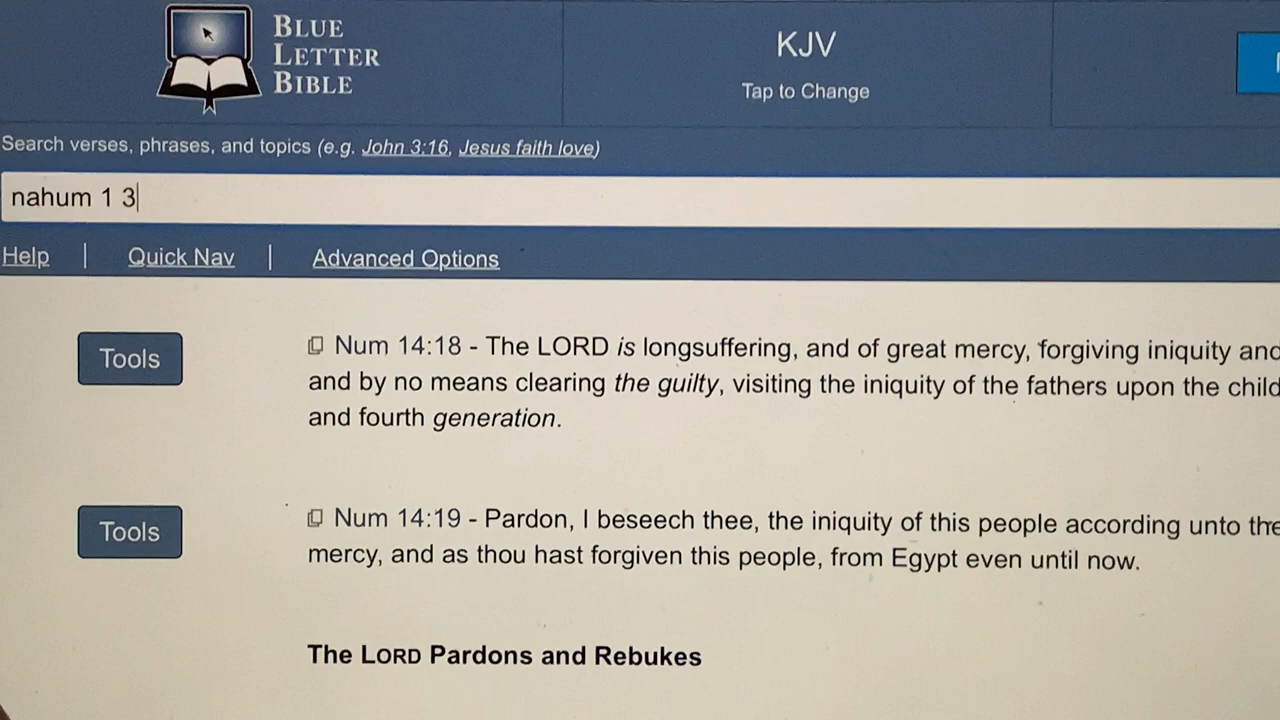 BLUE
LETTER
BIBLE
KJV
Tap to Change
Search verses, phrases, and topics (e.g. John 3:16, Jesus faith love)
nahum 1 3
Help | Quick Nav | Advanced Options
Tools
Num 14:18 - The LORD is longsuffering, and of great mercy, forgiving iniquity and
and by no means clearing the guilty, visiting the iniquity of the fathers upon the child
and fourth generation.
Tools
Num 14:19 - Pardon, I beseech thee, the iniquity of this people according unto the
mercy, and as thou hast forgiven this people, from Egypt even until now.
The LORD Pardons and Rebukes